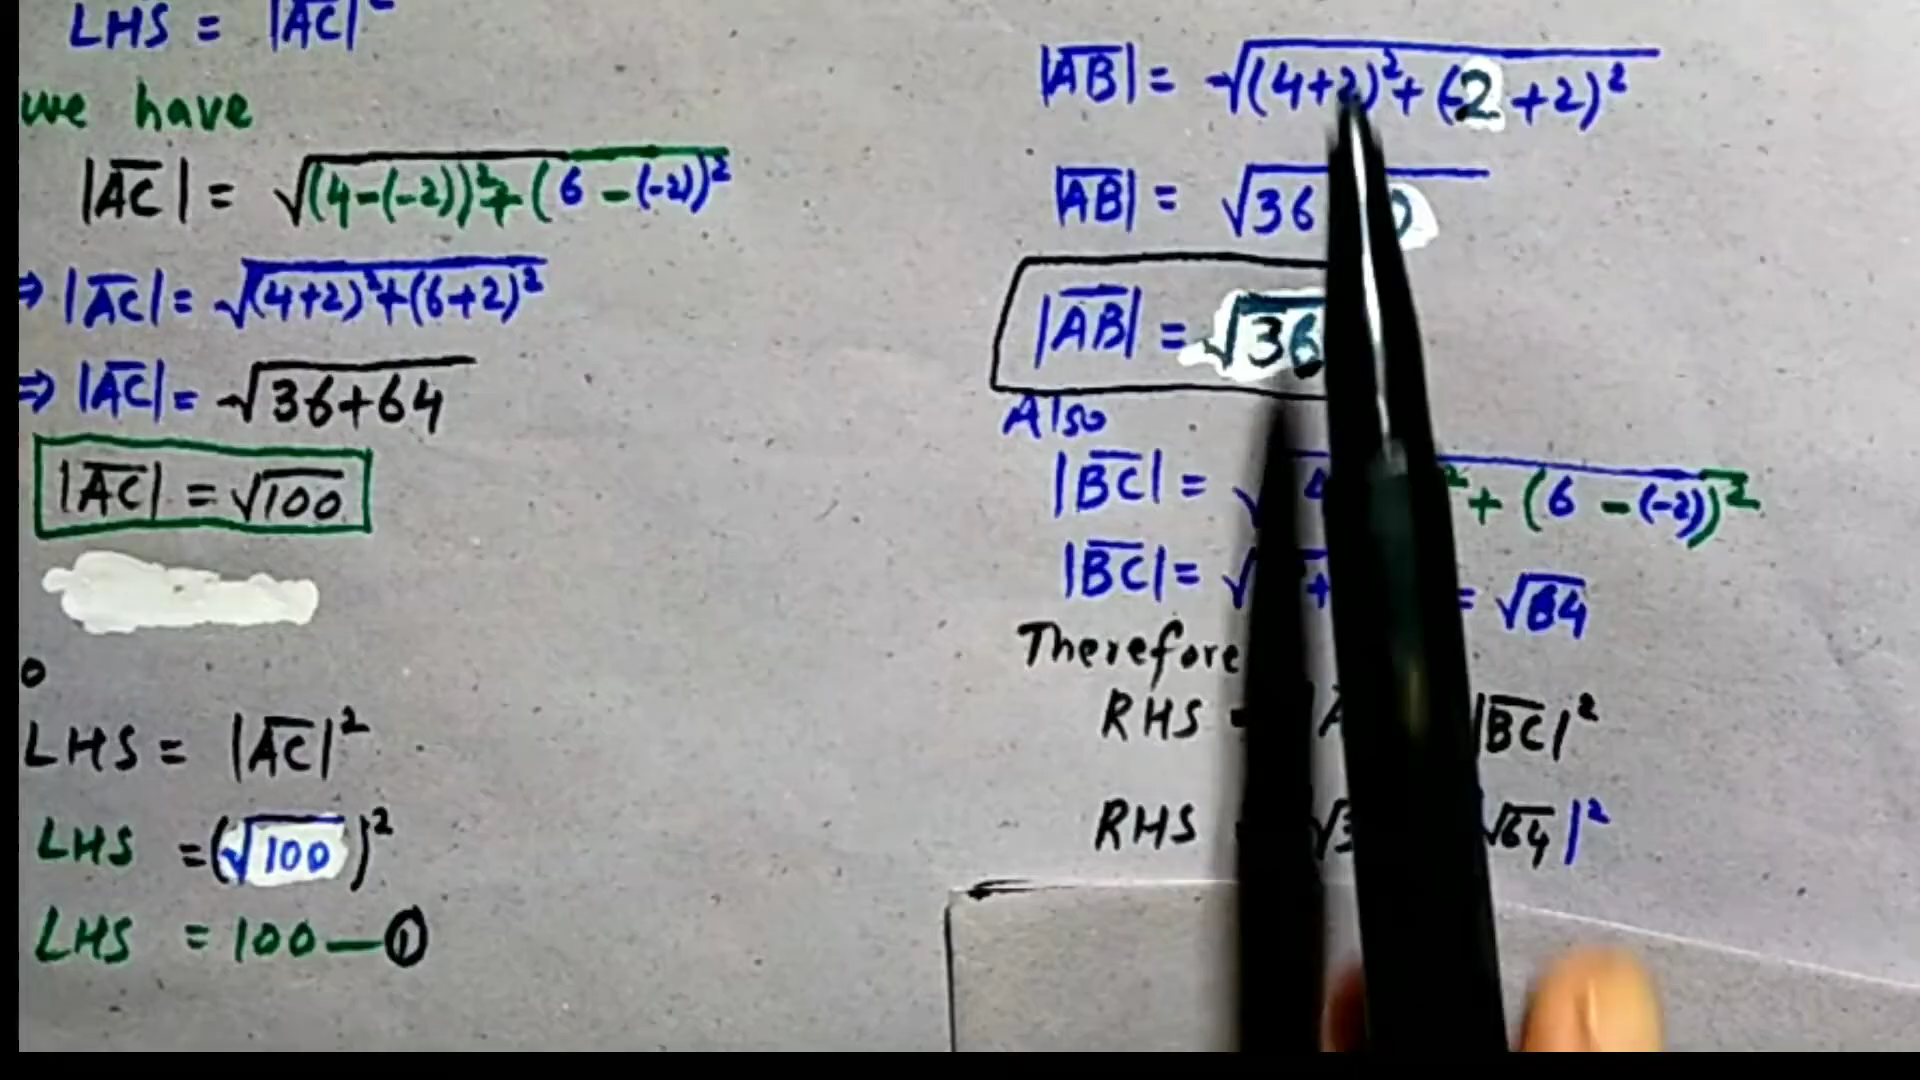 LHS = |AC|²
we have
|AC| = √(4-(-2))²+(6-(-2))²
⇒ |AC| = √(4+2)²+(6+2)²
⇒ |AC| = √36+64
|AC| = √100
LHS = |AC|²
LHS = (√100)²
LHS = 100 — ①
|AB| = √(4+2)²+(-2+2)²
|AB| = √36
|AB| = √36
Also
|BC| = √ ² + (6-(-2))²
|BC| = √ + = √64
Therefore
RHS |BC|²
RHS √64|²